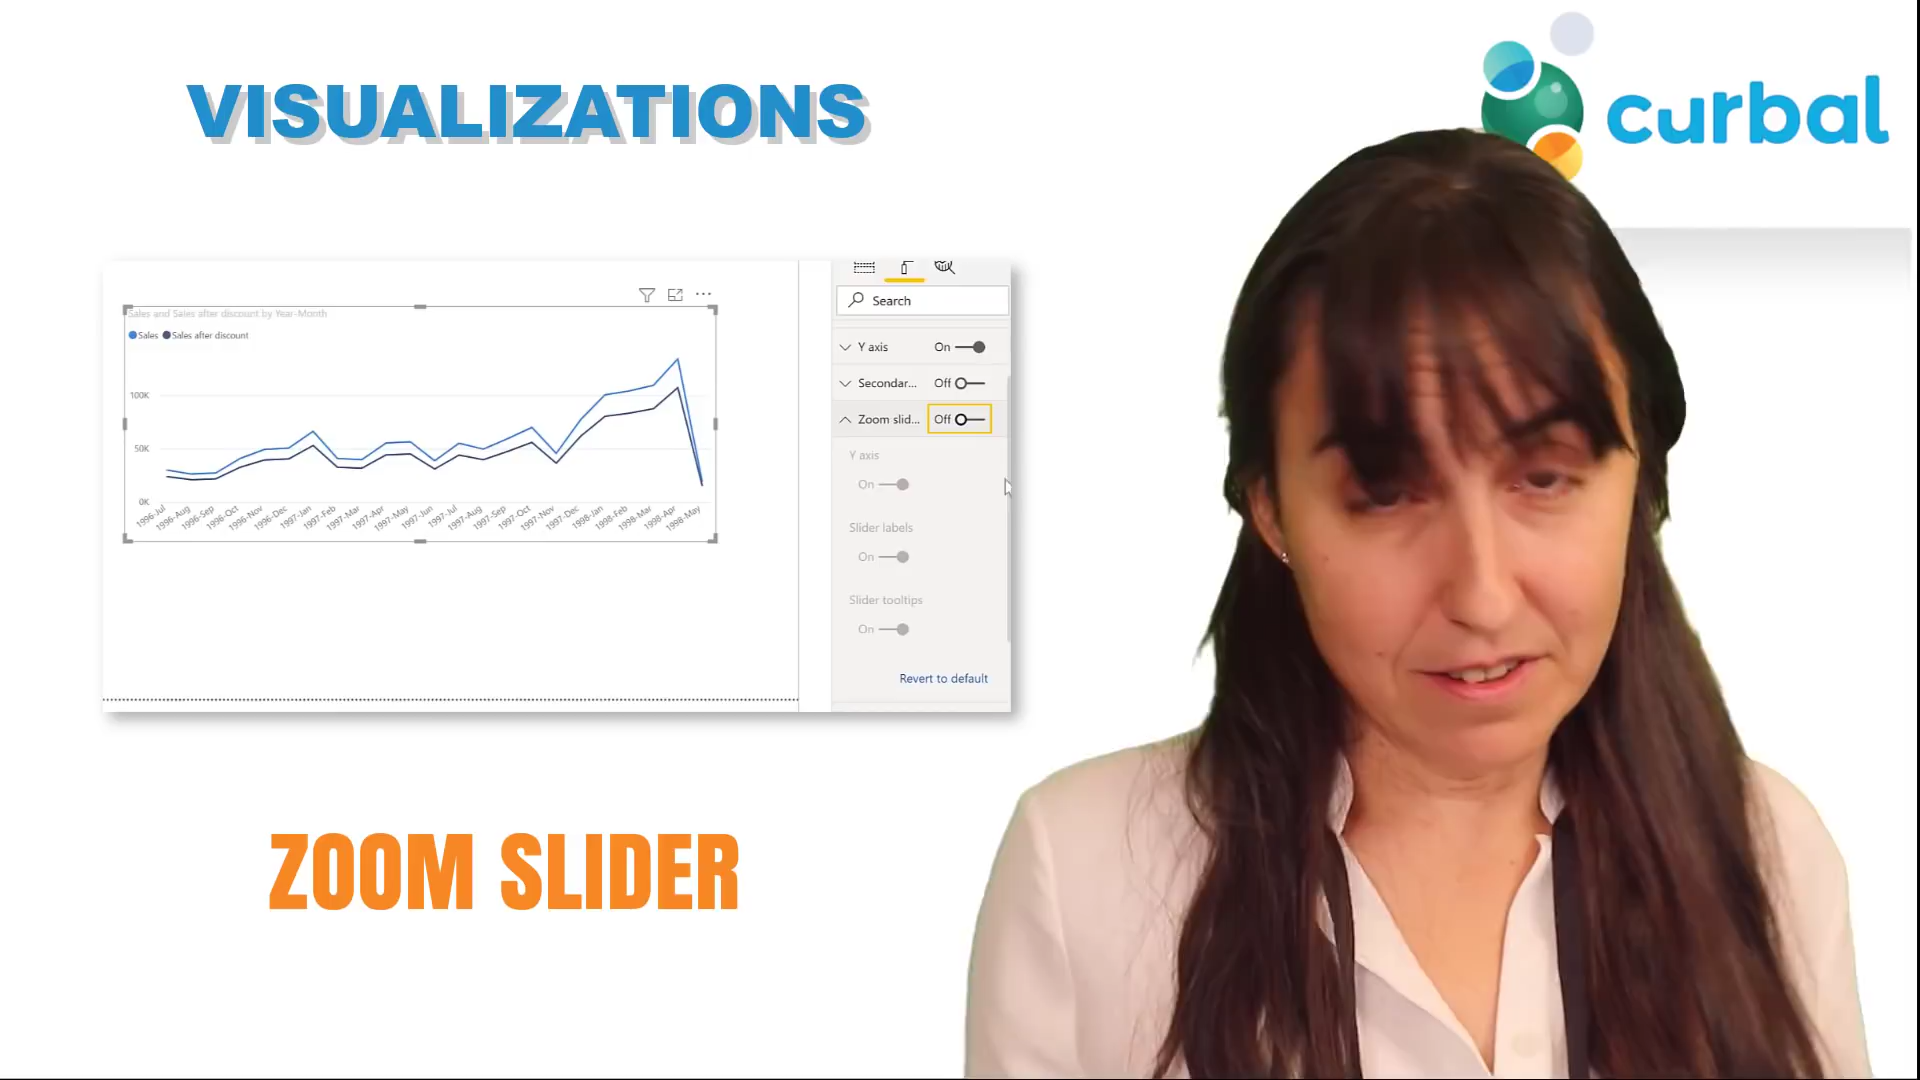 VISUALIZATIONS
curbal
Search
Sales and Sales after discount by Year-Month
Sales Sales after discount
100K
50K
0K
1996-Jul 1996-Aug 1996-Sep 1996-Oct 1996-Nov 1996-Dec 1997-Jan 1997-Feb 1997-Mar 1997-Apr 1997-May 1997-Jun 1997-Jul 1997-Aug 1997-Sep 1997-Oct 1997-Nov 1997-Dec 1998-Jan 1998-Feb 1998-Mar 1998-Apr 1998-May
Y axis On
Secondar... Off
Zoom slid... Off
Y axis
On
Slider labels
On
Slider tooltips
On
Revert to default
ZOOM SLIDER